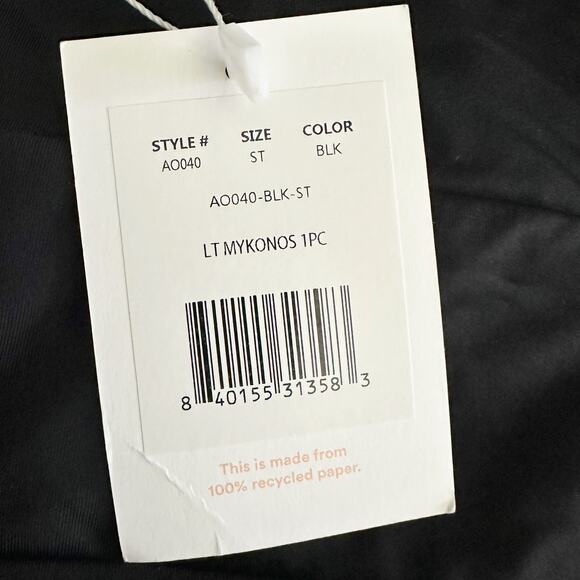 STYLE # SIZE COLOR
AO040 ST BLK
AO040-BLK-ST
LT MYKONOS 1PC
8 40155 31358 3
This is made from
100% recycled paper.